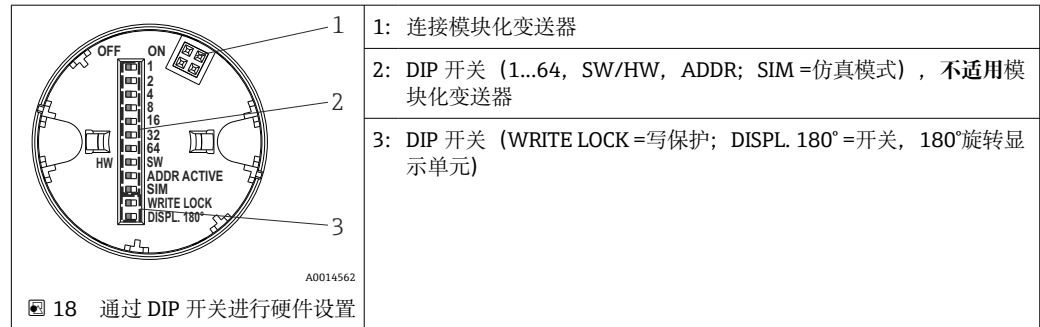 1
OFF ON
1
2
4
8
16
32
64
HW SW
ADDR ACTIVE
SIM
WRITE LOCK
DISPL. 180°
2
3
A0014562
18 通过 DIP 开关进行硬件设置
1: 连接模块化变送器
2: DIP 开关（1...64，SW/HW，ADDR；SIM =仿真模式），不适用模
块化变送器
3: DIP 开关（WRITE LOCK =写保护；DISPL. 180° =开关，180°旋转显
示单元)